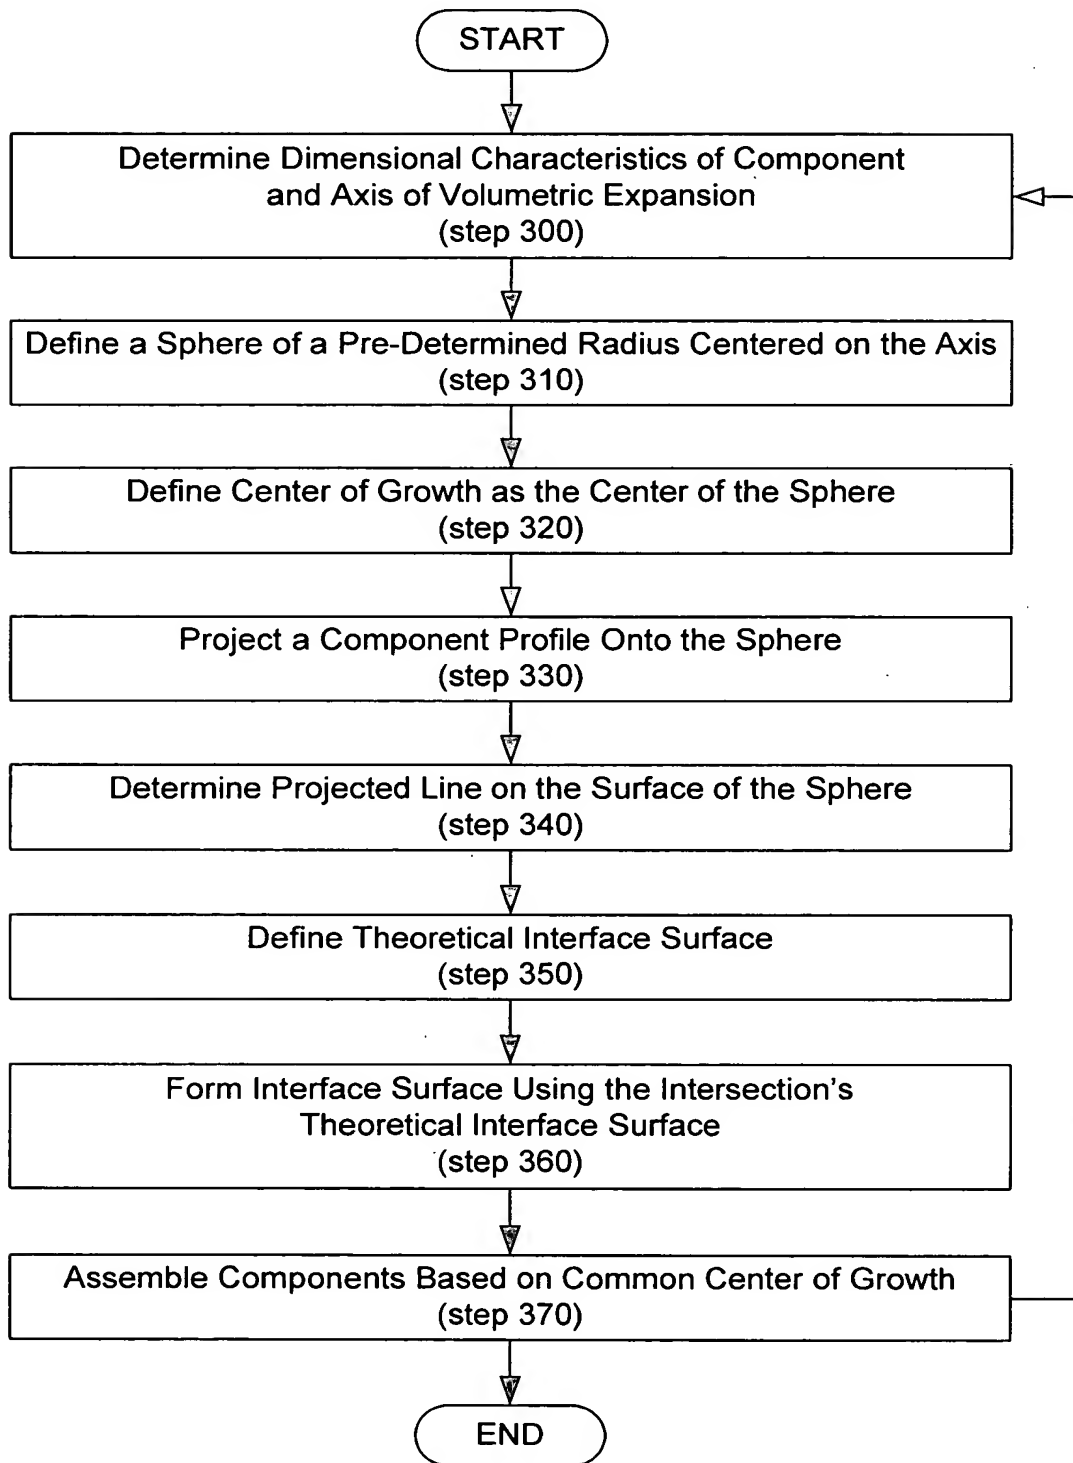 START
Determine Dimensional Characteristics of Component
and Axis of Volumetric Expansion
(step 300)
Define a Sphere of a Pre-Determined Radius Centered on the Axis
(step 310)
Define Center of Growth as the Center of the Sphere
(step 320)
Project a Component Profile Onto the Sphere
(step 330)
Determine Projected Line on the Surface of the Sphere
(step 340)
Define Theoretical Interface Surface
(step 350)
Form Interface Surface Using the Intersection's
Theoretical Interface Surface
(step 360)
Assemble Components Based on Common Center of Growth
(step 370)
END